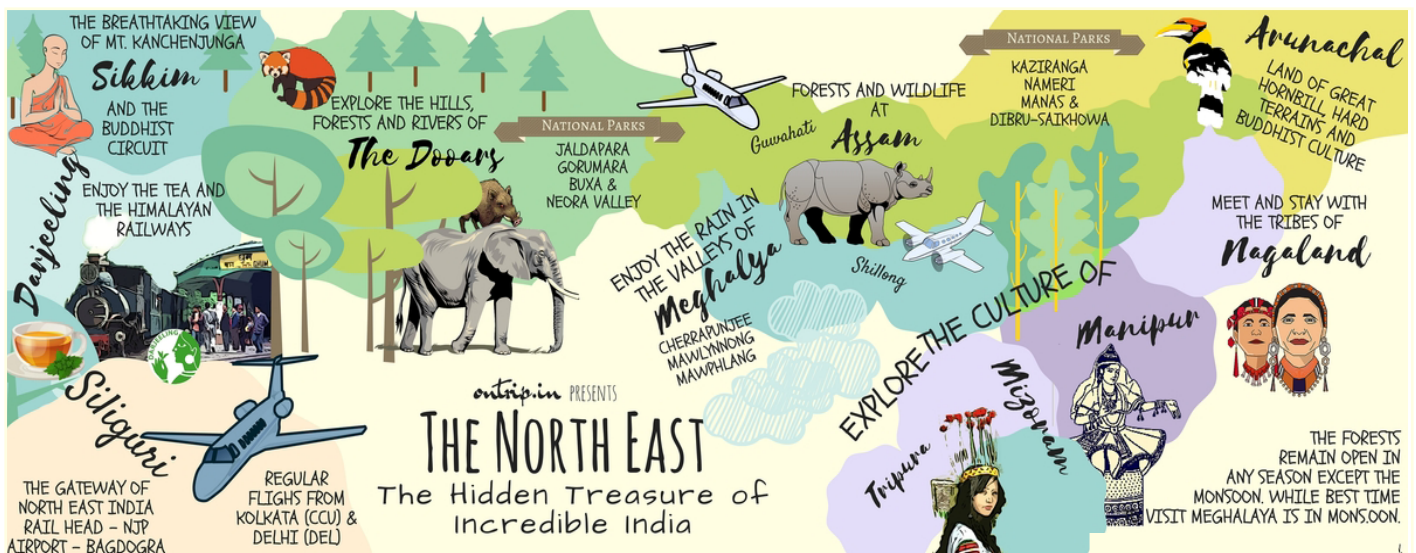 THE BREATHTAKING VIEW
OF MT. KANCHENJUNGA
Sikkim
AND THE
BUDDHIST
CIRCUIT
Darjeeling
ENJOY THE TEA AND
THE HIMALAYAN
RAILWAYS
DARJEELING
Siliguri
THE GATEWAY OF
NORTH EAST INDIA
RAIL HEAD – NJP
AIRPORT – BAGDOGRA
REGULAR
FLIGHS FROM
KOLKATA (CCU) &
DELHI (DEL)
EXPLORE THE HILLS,
FORESTS AND RIVERS OF
The Dooars
NATIONAL PARKS
JALDAPARA
GORUMARA
BUXA &
NEORA VALLEY
ontrip.in PRESENTS
THE NORTH EAST
The Hidden Treasure of
Incredible India
FORESTS AND WILDLIFE
AT
Assam
Guwahati
NATIONAL PARKS
KAZIRANGA
NAMERI
MANAS &
DIBRU-SAIKHOWA
ENJOY THE RAIN IN
THE VALLEYS OF
Meghalya
CHERRAPUNJEE
MAWLYNNONG
MAWPHLANG
Shillong
Arunachal
LAND OF GREAT
HORNBILL, HARD
TERRAINS AND
BUDDHIST CULTURE
MEET AND STAY WITH
THE TRIBES OF
Nagaland
EXPLORE THE CULTURE OF
Manipur
Mizoram
Tripura
THE FORESTS
REMAIN OPEN IN
ANY SEASON EXCEPT THE
MONSOON. WHILE BEST TIME
VISIT MEGHALAYA IS IN MONS.OON.